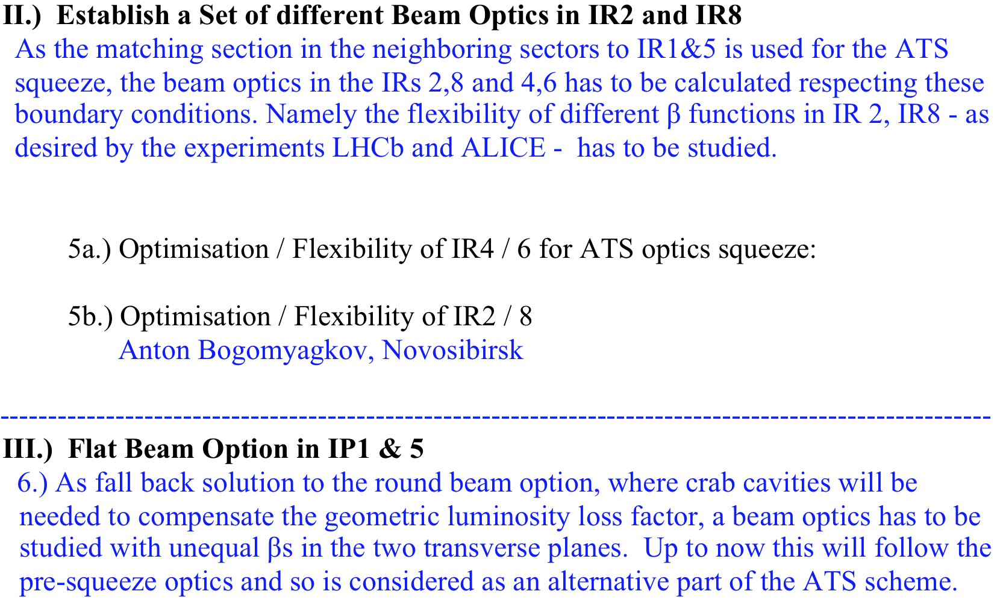 II.) Establish a Set of different Beam Optics in IR2 and IR8
As the matching section in the neighboring sectors to IR1&5 is used for the ATS
squeeze, the beam optics in the IRs 2,8 and 4,6 has to be calculated respecting these
boundary conditions. Namely the flexibility of different β functions in IR 2, IR8 - as
desired by the experiments LHCb and ALICE - has to be studied.
5a.) Optimisation / Flexibility of IR4 / 6 for ATS optics squeeze:
5b.) Optimisation / Flexibility of IR2 / 8
Anton Bogomyagkov, Novosibirsk
III.) Flat Beam Option in IP1 & 5
6.) As fall back solution to the round beam option, where crab cavities will be
needed to compensate the geometric luminosity loss factor, a beam optics has to be
studied with unequal βs in the two transverse planes. Up to now this will follow the
pre-squeeze optics and so is considered as an alternative part of the ATS scheme.